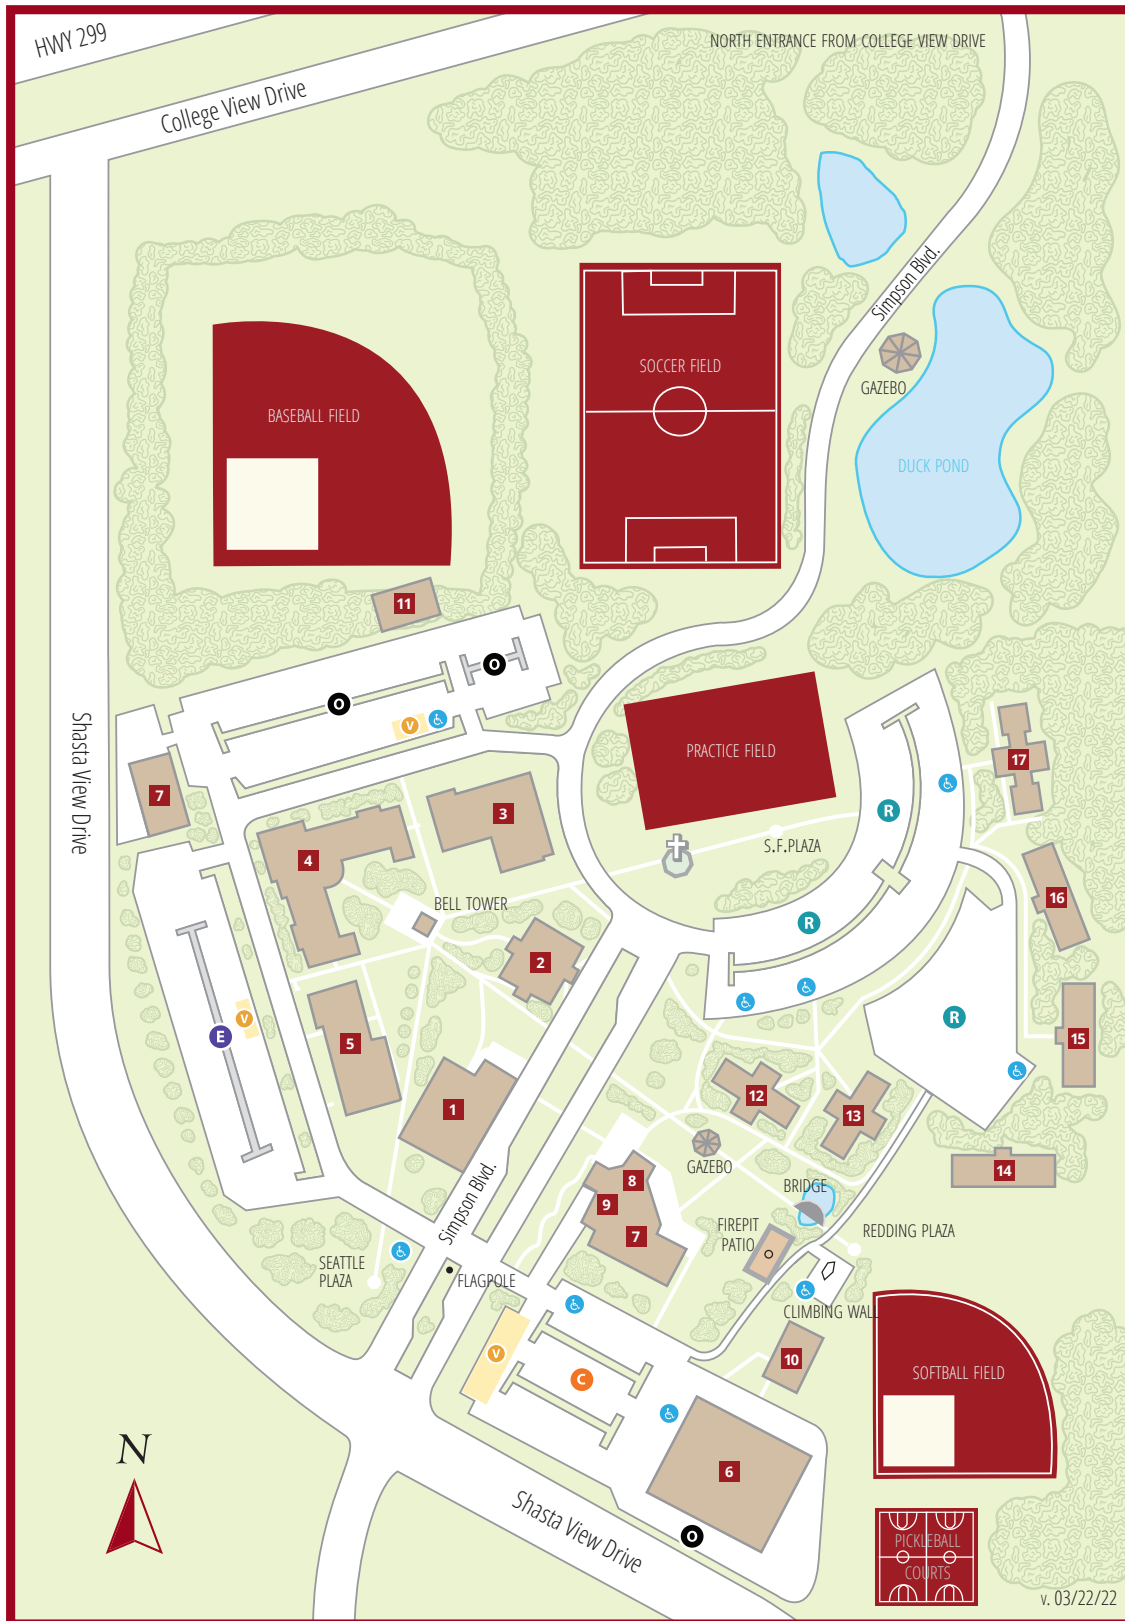 HWY 299
NORTH ENTRANCE FROM COLLEGE VIEW DRIVE
College View Drive
Simpson Blvd.
SOCCER FIELD
GAZEBO
BASEBALL FIELD
DUCK POND
11
O
O
V
Shasta View Drive
PRACTICE FIELD
17
7
3
R
S.F.PLAZA
4
16
BELL TOWER
R
2
V
E
R
5
15
12
1
13
GAZEBO
14
8
BRIDGE
Simpson Blvd.
9
FIREPIT
PATIO
7
REDDING PLAZA
SEATTLE
PLAZA
FLAGPOLE
CLIMBING WALL
V
10
C
SOFTBALL FIELD
N
6
Shasta View Drive
O
PICKLEBALL
COURTS
v. 03/22/22